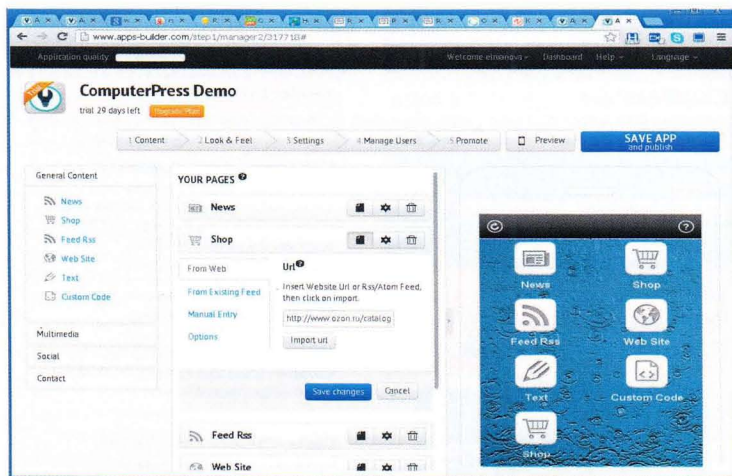 www.apps-builder.com/step1/manager2/317718#
Application quality
Welcome einsanova Dashboard Help Language
ComputerPress Demo
trial 29 days left Upgrade Plan
1 Content 2 Look & Feel 3 Settings 4 Manage Users 5 Promote Preview SAVE APP
and publish
General Content
News
Shop
Feed Rss
Web Site
Text
Custom Code
Multimedia
Social
Contact
YOUR PAGES
News
Shop
From Web
From Existing Feed
Manual Entry
Options
Url
Insert Website Url or Rss/Atom Feed,
then click on import.
http://www.ozon.ru/catalog
Import url
Save changes Cancel
Feed Rss
Web Site
News Shop
Feed Rss Web Site
Text Custom Code
Shop